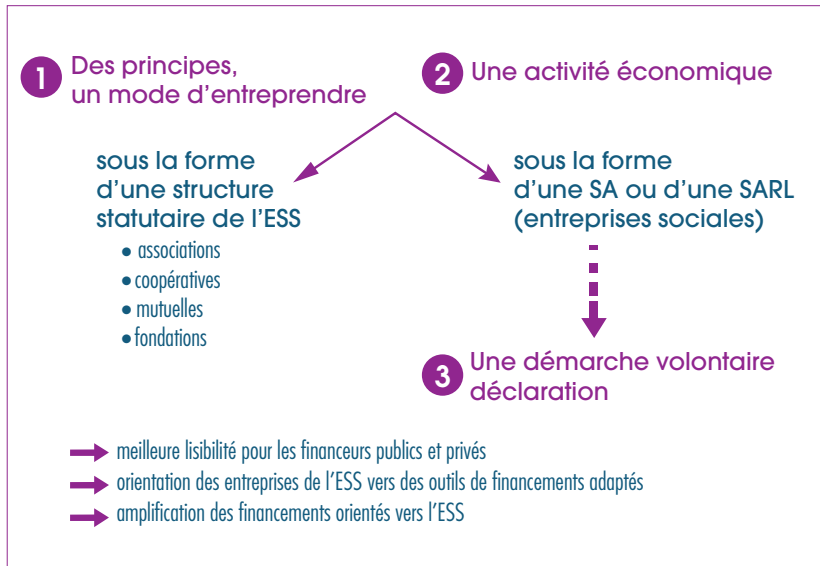 1 Des principes,
un mode d'entreprendre
2 Une activité économique
sous la forme
d'une structure
statutaire de l'ESS
• associations
• coopératives
• mutuelles
• fondations
sous la forme
d'une SA ou d'une SARL
(entreprises sociales)
3 Une démarche volontaire
déclaration
meilleure lisibilité pour les financeurs publics et privés
orientation des entreprises de l'ESS vers des outils de financements adaptés
amplification des financements orientés vers l'ESS